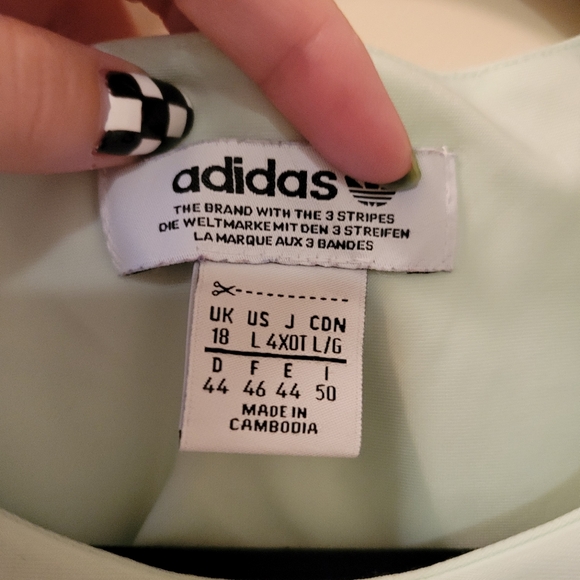 adidas
THE BRAND WITH THE 3 STRIPES
DIE WELTMARKE MIT DEN 3 STREIFEN
LA MARQUE AUX 3 BANDES
UK US J CDN
18 L 4XOT L/G
D F E I
44 46 44 50
MADE IN
CAMBODIA